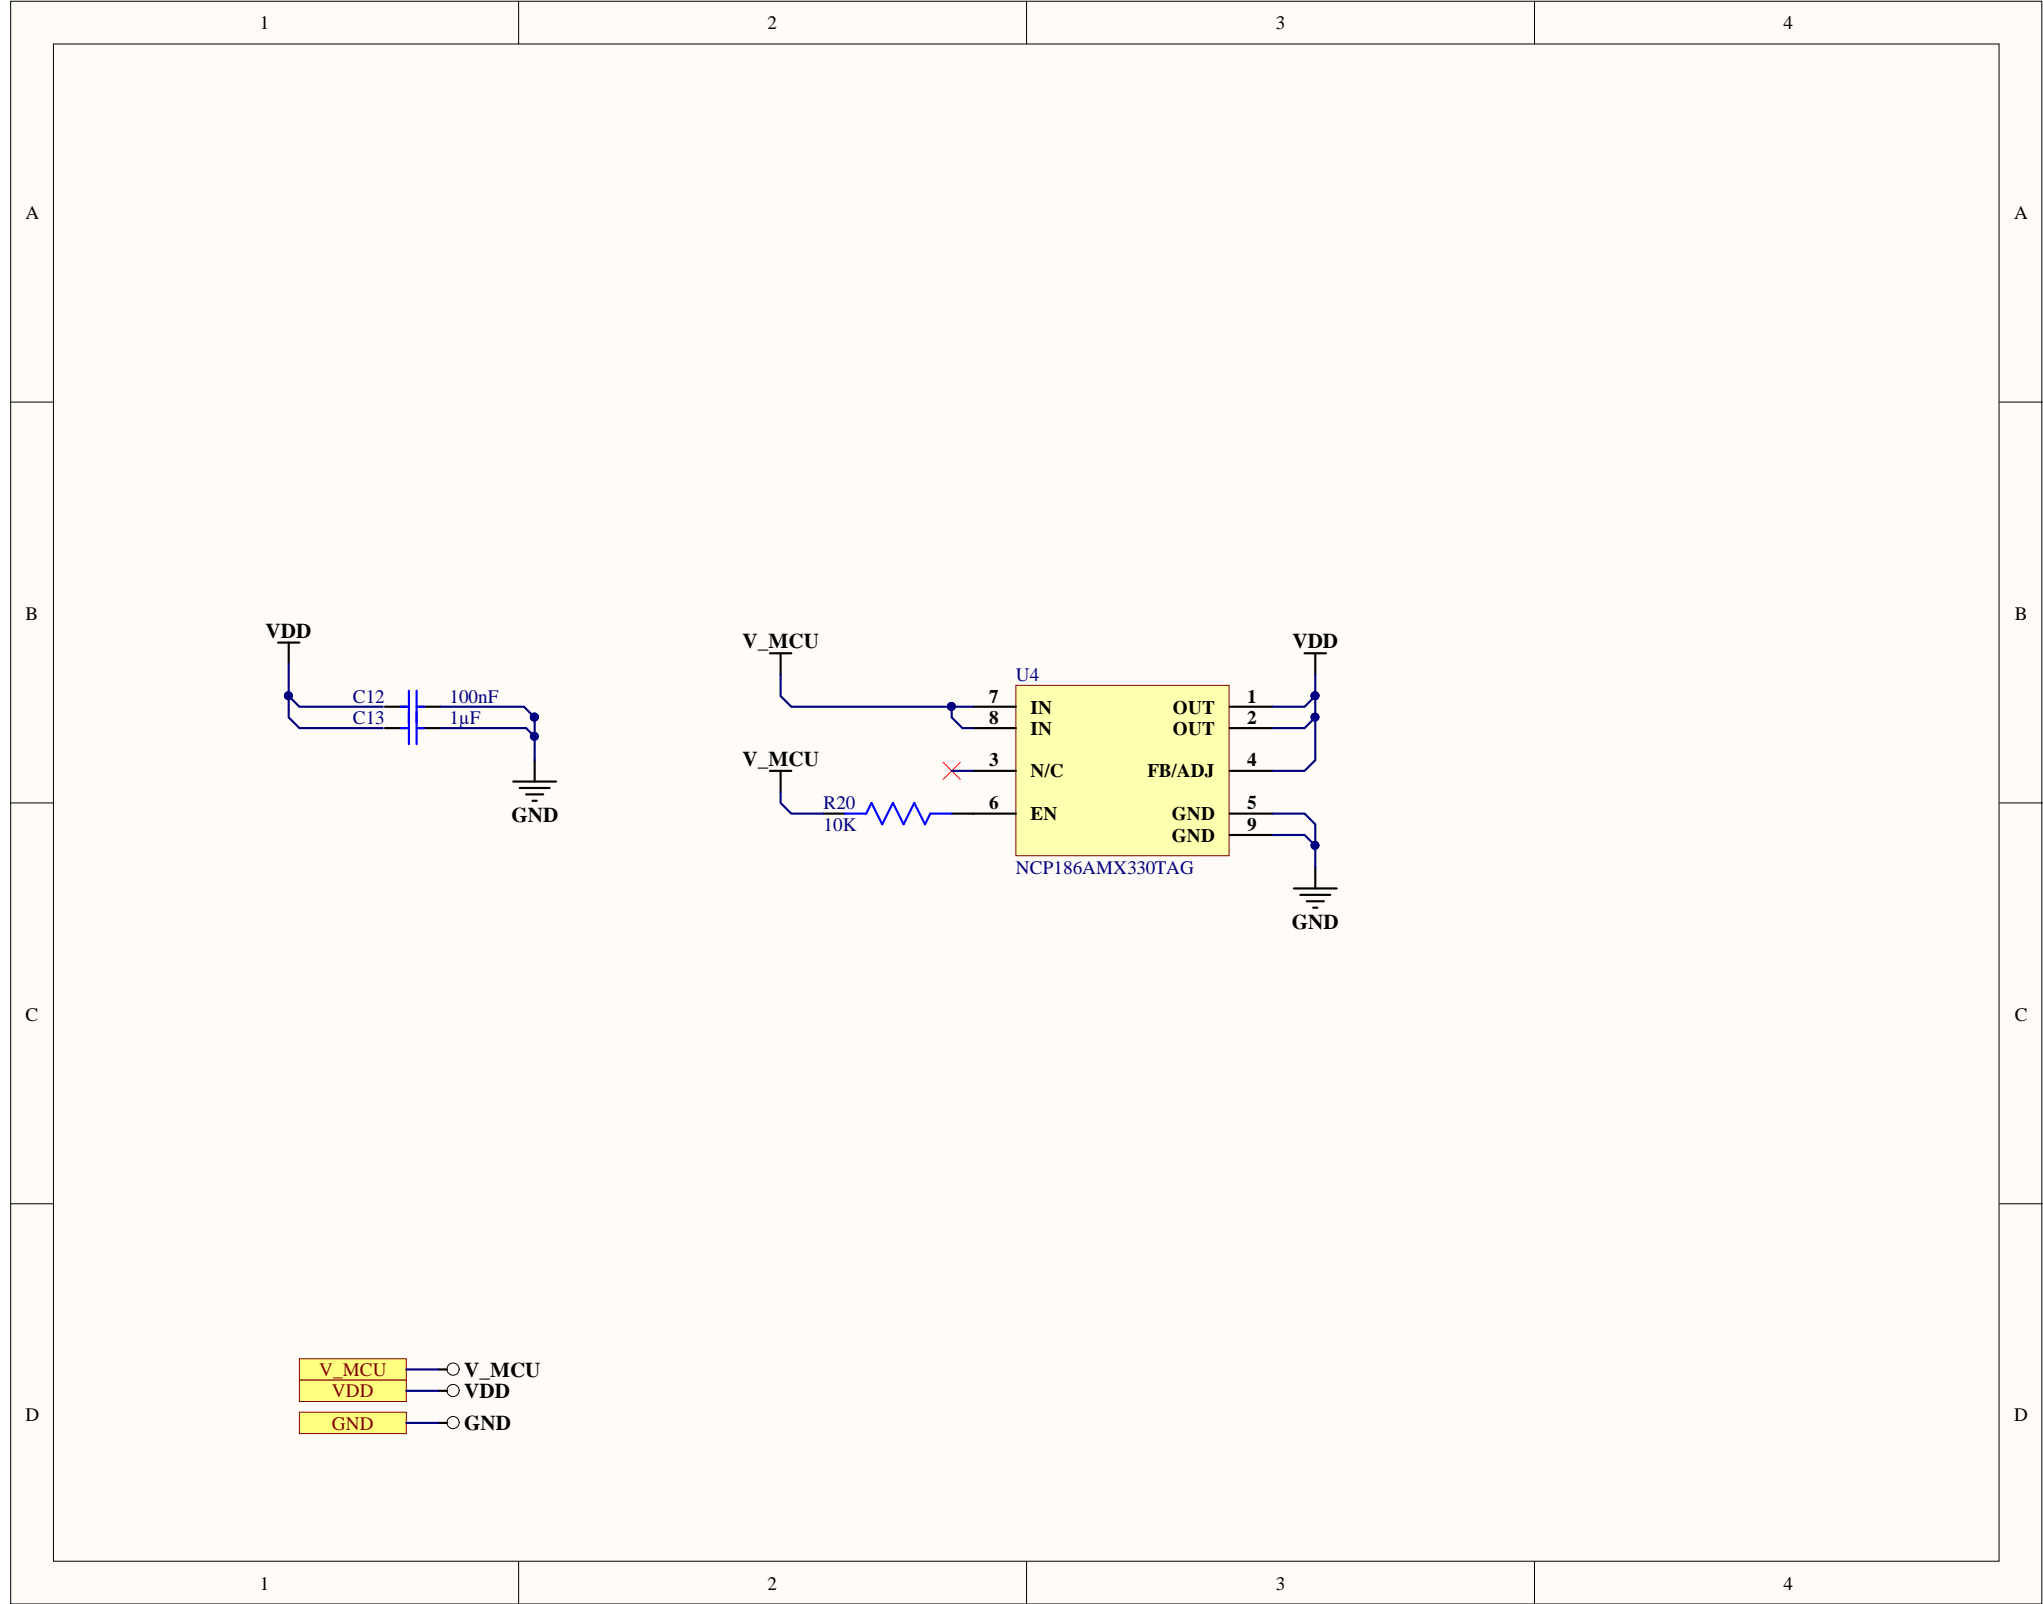 1 2 3 4
A A
B B
VDD
C12 100nF
C13 1µF
GND
V_MCU
V_MCU
R20
10K
VDD
U4
7 IN OUT 1
8 IN OUT 2
3 N/C FB/ADJ 4
6 EN GND 5
GND 9
NCP186AMX330TAG
GND
C C
V_MCU V_MCU
VDD VDD
GND GND
D D
1 2 3 4